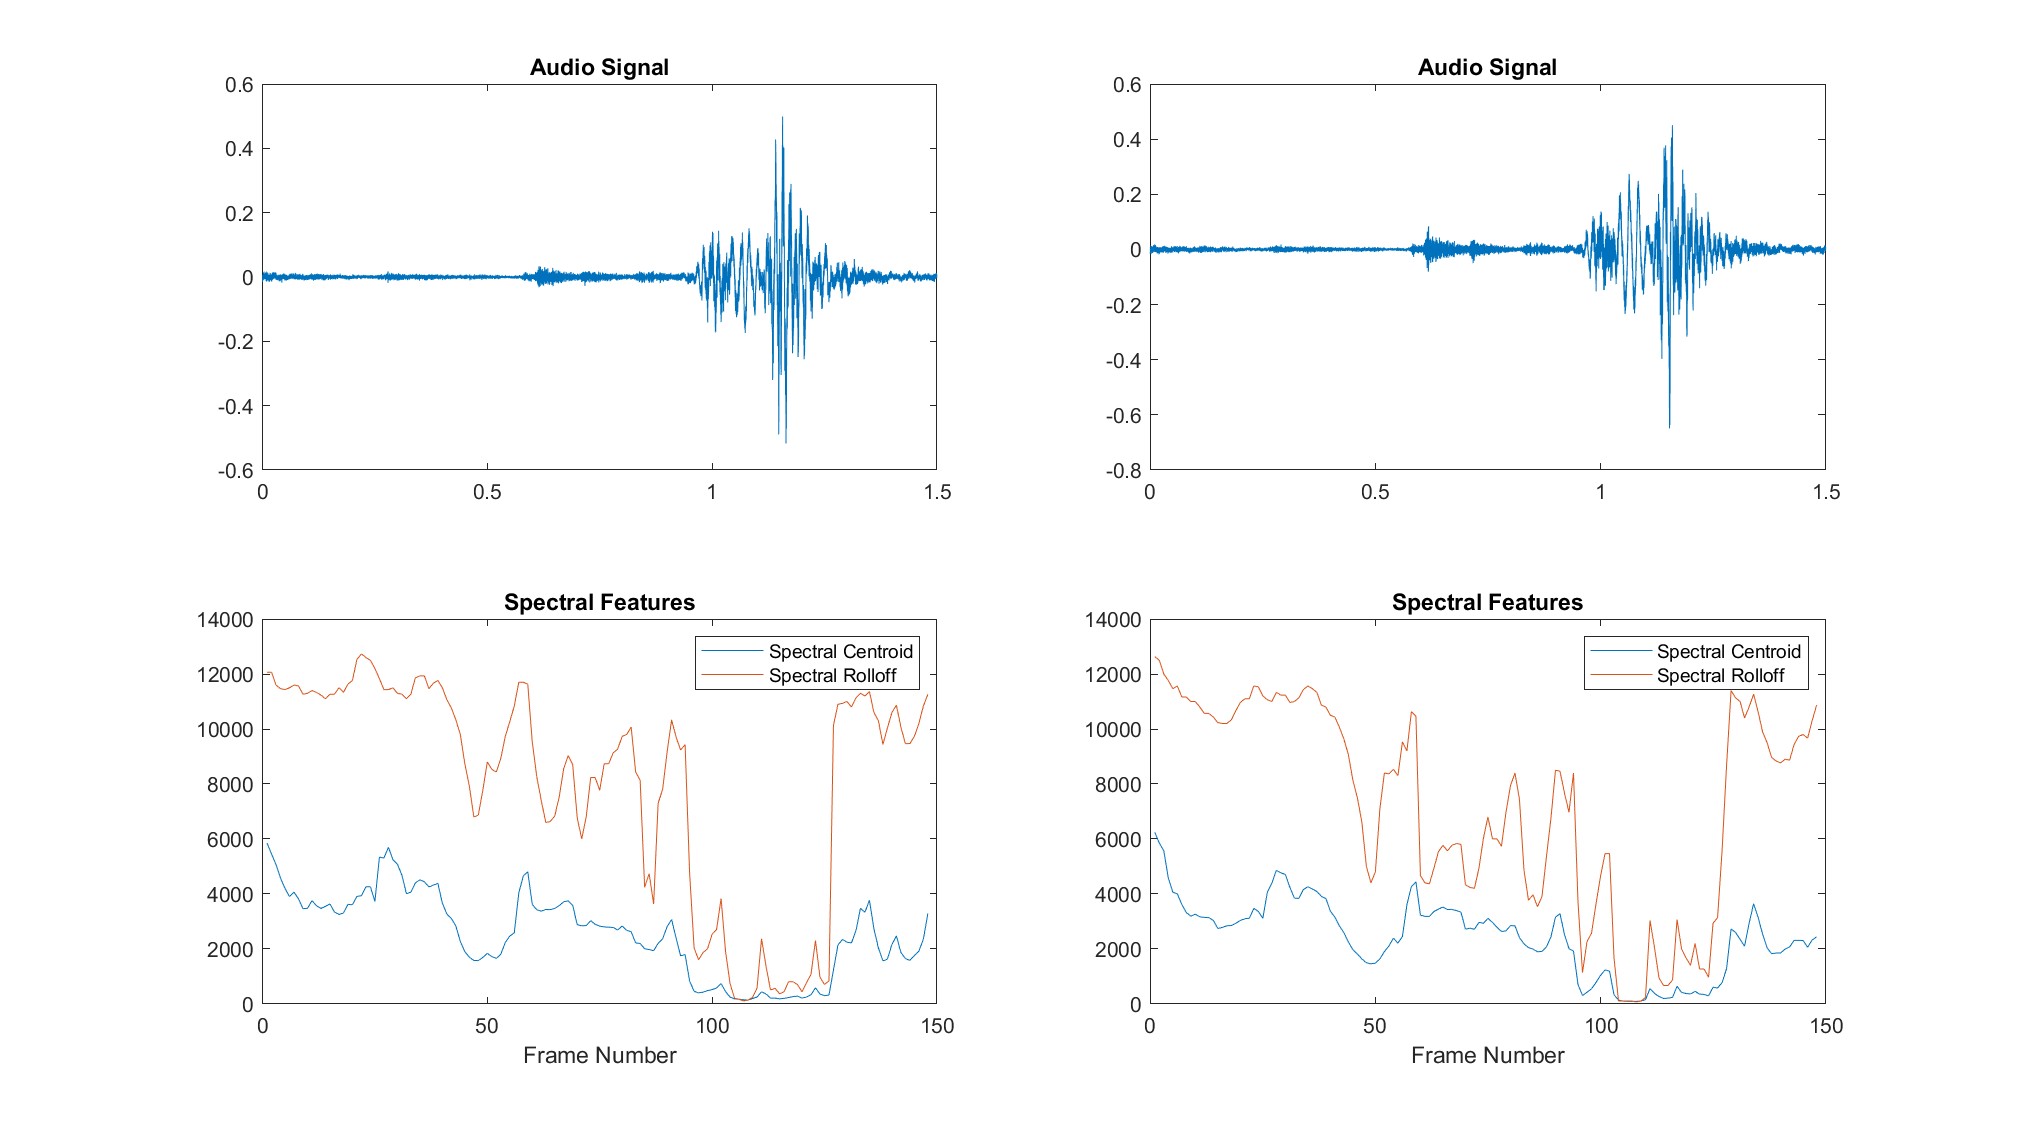 Audio Signal
0.6
0.4
0.2
0
-0.2
-0.4
-0.6
0 0.5 1 1.5
Audio Signal
0.6
0.4
0.2
0
-0.2
-0.4
-0.6
-0.8
0 0.5 1 1.5
Spectral Features
14000
12000
10000
8000
6000
4000
2000
0
Spectral Centroid
Spectral Rolloff
0 50 100 150
Frame Number
Spectral Features
14000
12000
10000
8000
6000
4000
2000
0
Spectral Centroid
Spectral Rolloff
0 50 100 150
Frame Number